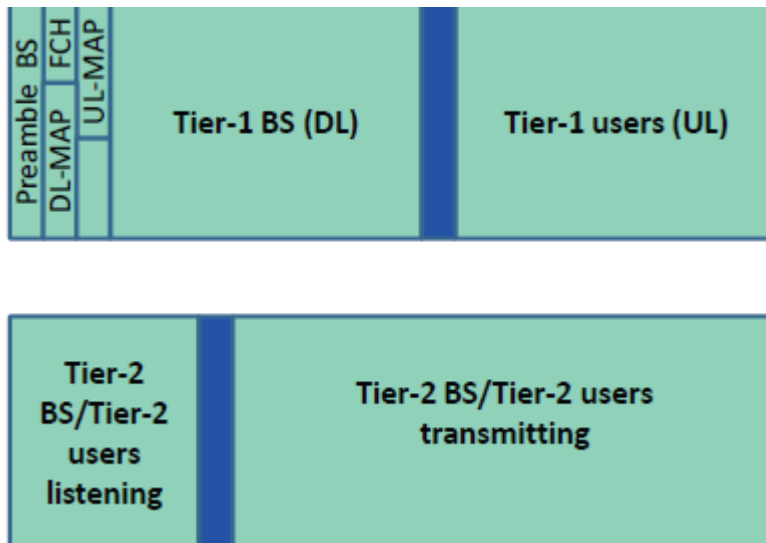 Preamble BS
FCH
DL-MAP
UL-MAP
Tier-1 BS (DL)
Tier-1 users (UL)
Tier-2
BS/Tier-2
users
listening
Tier-2 BS/Tier-2 users
transmitting